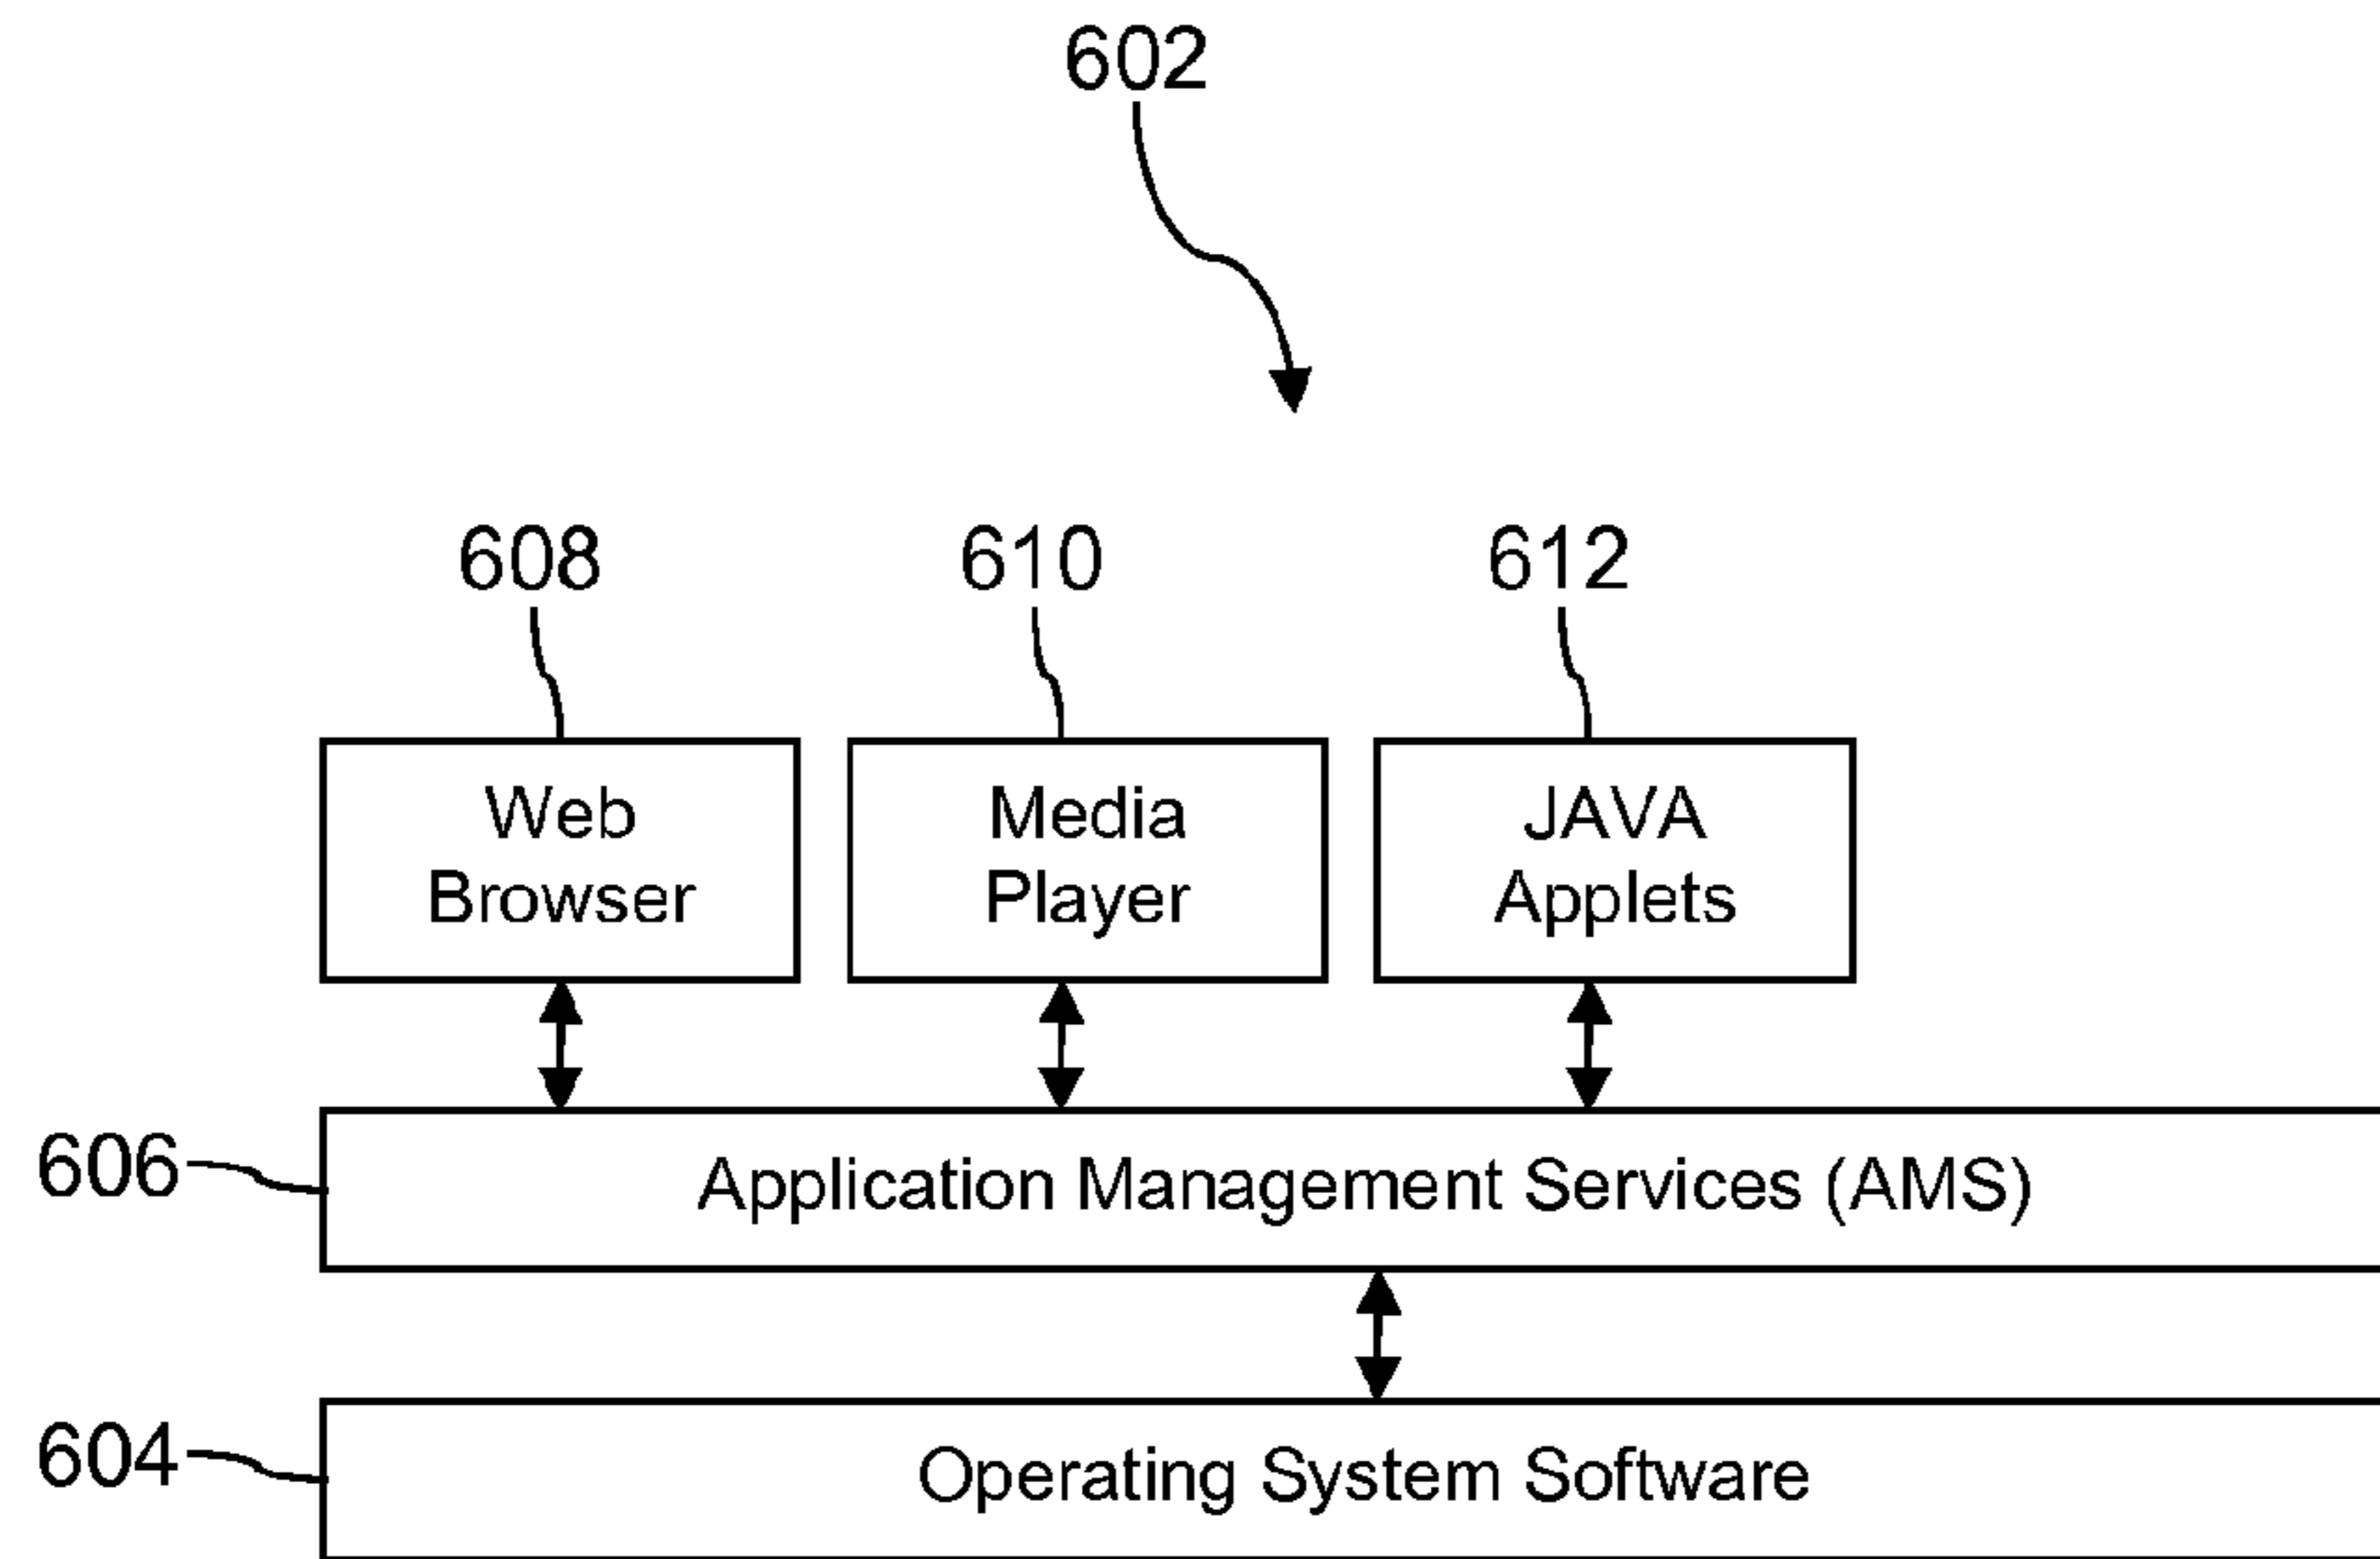 602
608
610
612
Web
Browser
Media
Player
JAVA
Applets
606
Application Management Services (AMS)
604
Operating System Software